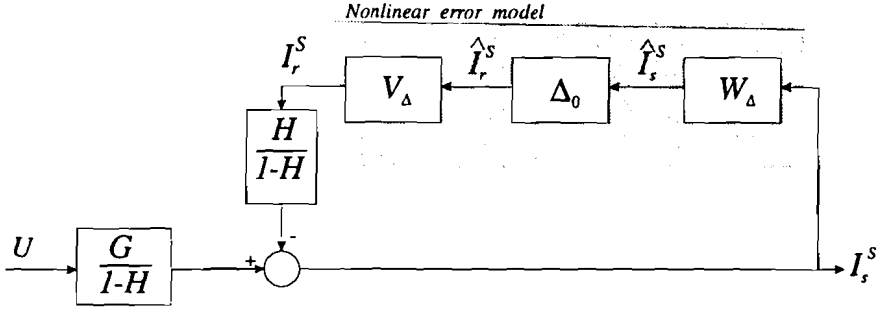 Nonlinear error model
I_r^S
V_Δ
Î_r^S
Δ_0
Î_s^S
W_Δ
H
1-H
-
U
G
1-H
+
I_s^S